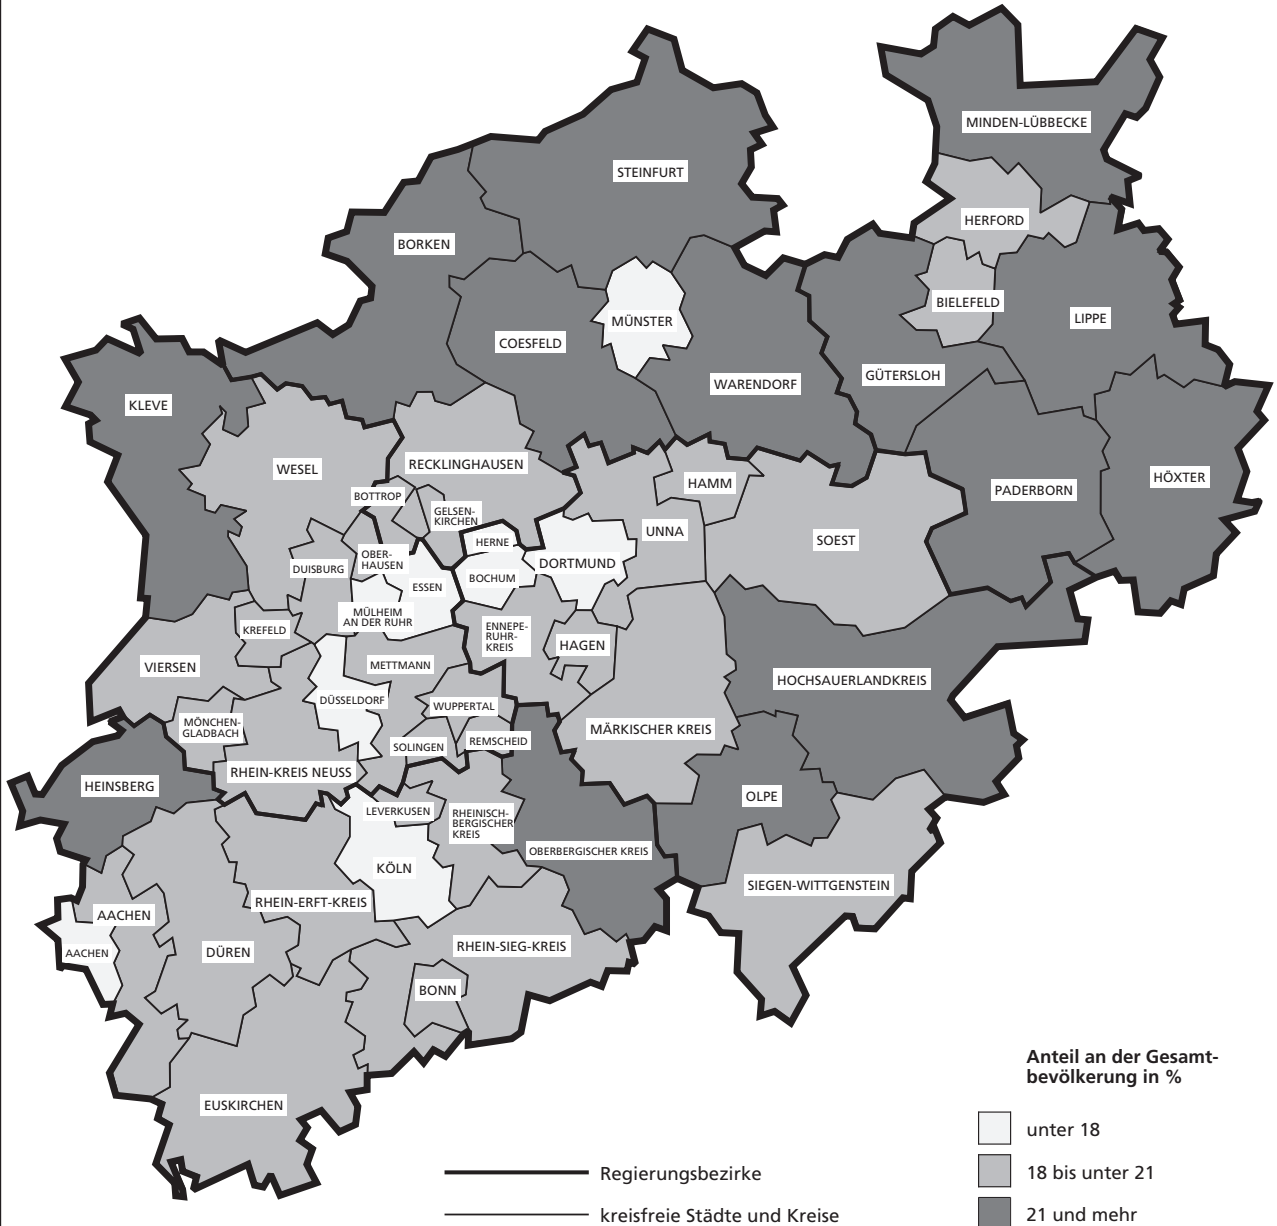 MINDEN-LÜBBECKE
STEINFURT
HERFORD
BORKEN
BIELEFELD
LIPPE
MÜNSTER
COESFELD
GÜTERSLOH
WARENDORF
KLEVE
RECKLINGHAUSEN
WESEL
HÖXTER
HAMM
PADERBORN
BOTTROP
GELSEN-
KIRCHEN
UNNA
SOEST
HERNE
OBER-
HAUSEN
DORTMUND
DUISBURG
BOCHUM
ESSEN
MÜLHEIM
AN DER RUHR
KREFELD
ENNEPE-
RUHR-
KREIS
HAGEN
VIERSEN
METTMANN
HOCHSAUERLANDKREIS
DÜSSELDORF
WUPPERTAL
MÖNCHEN-
GLADBACH
MÄRKISCHER KREIS
REMSCHEID
SOLINGEN
RHEIN-KREIS NEUSS
HEINSBERG
OLPE
LEVERKUSEN
RHEINISCH-
BERGISCHER
KREIS
OBERBERGISCHER KREIS
KÖLN
SIEGEN-WITTGENSTEIN
RHEIN-ERFT-KREIS
AACHEN
RHEIN-SIEG-KREIS
AACHEN
DÜREN
BONN
EUSKIRCHEN
Anteil an der Gesamt-
bevölkerung in %
unter 18
18 bis unter 21
21 und mehr
Regierungsbezirke
kreisfreie Städte und Kreise